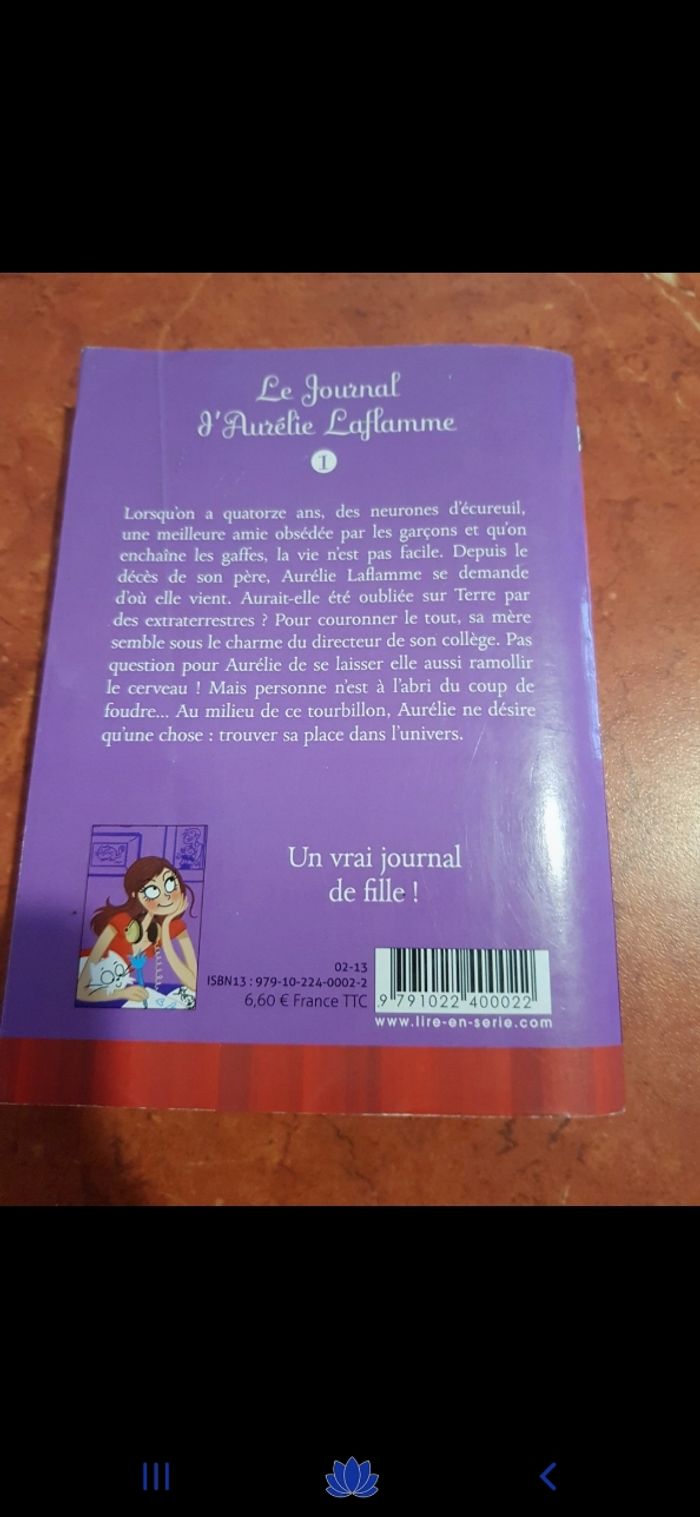 Le Journal
d'Aurélie Laflamme
1
Lorsqu'on a quatorze ans, des neurones d'écureuil,
une meilleure amie obsédée par les garçons et qu'on
enchaîne les gaffes, la vie n'est pas facile. Depuis le
décès de son père, Aurélie Laflamme se demande
d'où elle vient. Aurait-elle été oubliée sur Terre par
des extraterrestres ? Pour couronner le tout, sa mère
semble sous le charme du directeur de son collège. Pas
question pour Aurélie de se laisser elle aussi ramollir
le cerveau ! Mais personne n'est à l'abri du coup de
foudre... Au milieu de ce tourbillon, Aurélie ne désire
qu'une chose : trouver sa place dans l'univers.
Un vrai journal
de fille !
02-13
ISBN13 : 979-10-224-0002-2
6,60 € France TTC
9 791022 400022
www.lire-en-serie.com